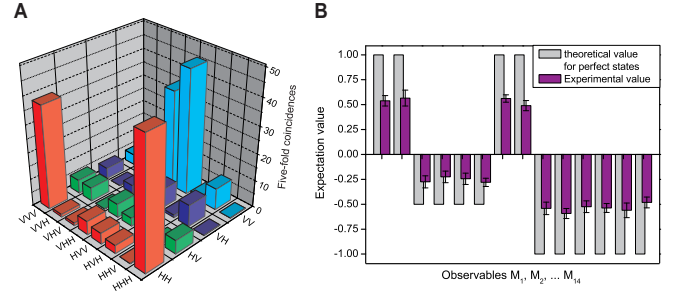 A
50
40
30
20
10
0
Five-fold coincidences
VVV
VVH
VHV
VHH
HVV
HVH
HHV
HHH
HH
HV
VH
VV
B
1.00
0.75
0.50
0.25
0.00
-0.25
-0.50
-0.75
-1.00
Expectation value
theoretical value
for perfect states
Experimental value
Observables M1, M2, ... M14